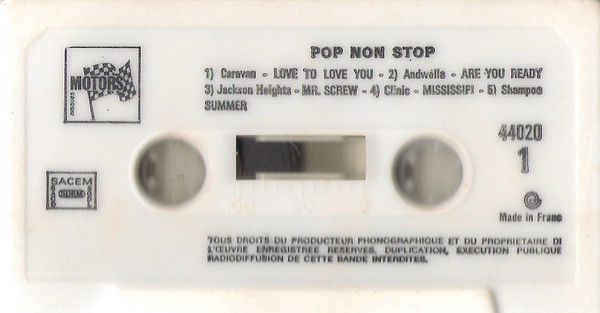 POP NON STOP
DISQUES
MOTORS
1) Caravan - LOVE TO LOVE YOU - 2) Andwella - ARE YOU READY
3) Jackson Heights - MR. SCREW - 4) Clinic - MISSISSIPI - 5) Shampoo
SUMMER
44020
1
SACEM
Made in Franc
TOUS DROITS DU PRODUCTEUR PHONOGRAPHIQUE ET DU PROPRIETAIRE DI
L'ŒUVRE ENREGISTREE RESERVES. DUPLICATION, EXECUTION PUBLIQUE
RADIODIFFUSION DE CETTE BANDE INTERDITES.